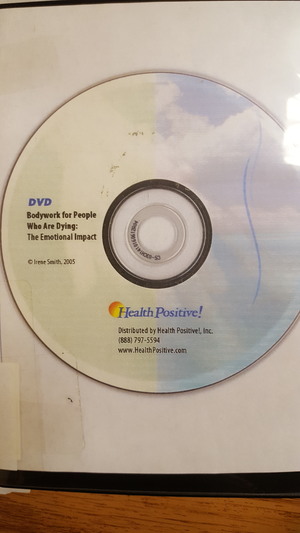 DVD
Bodywork for People
Who Are Dying:
The Emotional Impact
© Irene Smith, 2005
Health Positive!
Distributed by Health Positive!, Inc.
(888) 797-5594
www.HealthPositive.com